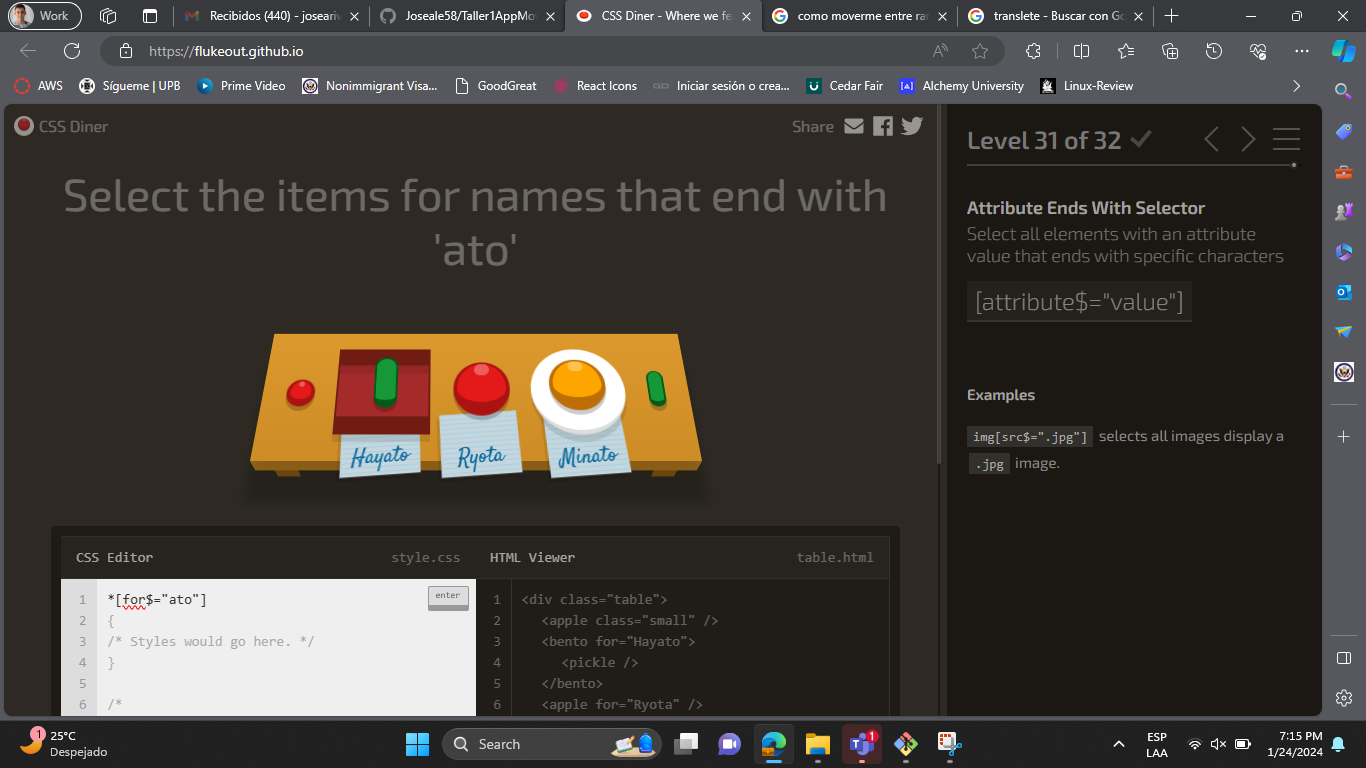 Work
Recibidos (440) - joseariv
Joseale58/Taller1AppMov
CSS Diner - Where we fe
como moverme entre rar
translete - Buscar con Go
https://flukeout.github.io
AWS
Sígueme | UPB
Prime Video
Nonimmigrant Visa...
GoodGreat
React Icons
Iniciar sesión o crea...
Cedar Fair
Alchemy University
Linux-Review
CSS Diner
Share
Select the items for names that end with
'ato'
Hayato
Ryota
Minato
CSS Editor
style.css
HTML Viewer
table.html
1 *[for$="ato"]
enter
2 {
3 /* Styles would go here. */
4 }
5
6 /*
1 <div class="table">
2 <apple class="small" />
3 <bento for="Hayato">
4 <pickle />
5 </bento>
6 <apple for="Ryota" />
Level 31 of 32
Attribute Ends With Selector
Select all elements with an attribute
value that ends with specific characters
[attribute$="value"]
Examples
img[src$=".jpg"] selects all images display a
.jpg image.
1
25°C
Despejado
Search
1
ESP
LAA
7:15 PM
1/24/2024